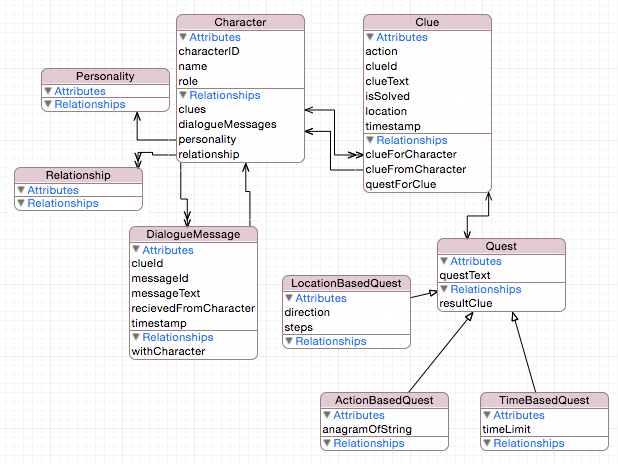 Character
Attributes
characterID
name
role
Relationships
clues
dialogueMessages
personality
relationship
Clue
Attributes
action
clueId
clueText
isSolved
location
timestamp
Relationships
clueForCharacter
clueFromCharacter
questForClue
Personality
Attributes
Relationships
Relationship
Attributes
Relationships
DialogueMessage
Attributes
clueId
messageId
messageText
recievedFromCharacter
timestamp
Relationships
withCharacter
Quest
Attributes
questText
Relationships
resultClue
LocationBasedQuest
Attributes
direction
steps
Relationships
ActionBasedQuest
Attributes
anagramOfString
Relationships
TimeBasedQuest
Attributes
timeLimit
Relationships